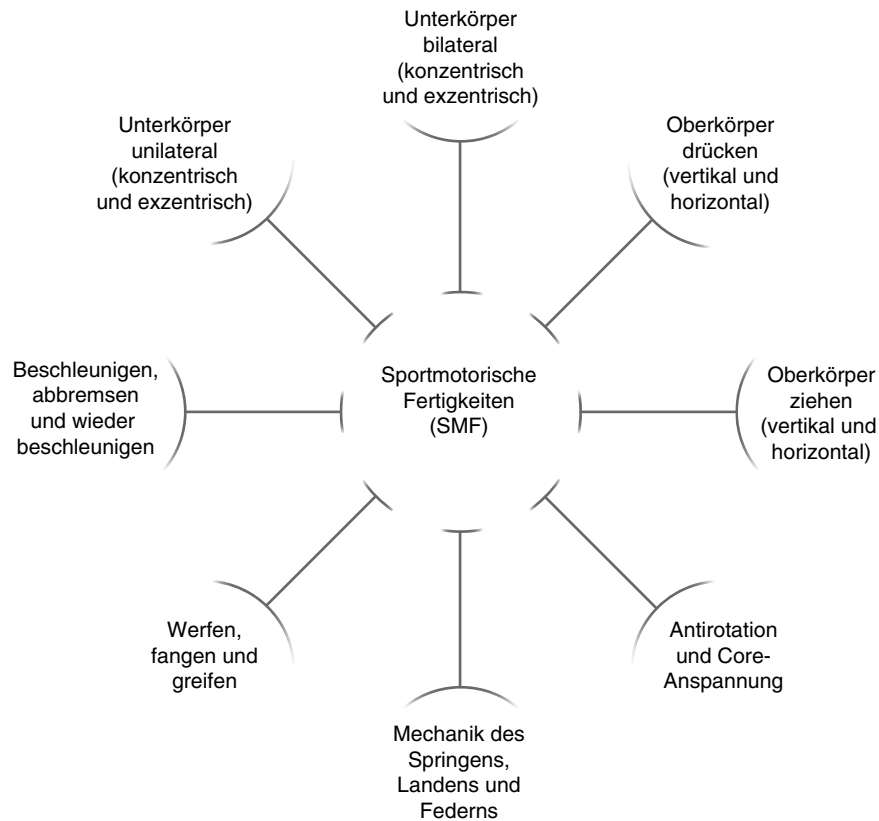 Unterkörper
bilateral
(konzentrisch
und exzentrisch)
Oberkörper
drücken
(vertikal und
horizontal)
Oberkörper
ziehen
(vertikal und
horizontal)
Antirotation
und Core-
Anspannung
Mechanik des
Springens,
Landens und
Federns
Werfen,
fangen und
greifen
Beschleunigen,
abbremsen
und wieder
beschleunigen
Unterkörper
unilateral
(konzentrisch
und exzentrisch)
Sportmotorische
Fertigkeiten
(SMF)